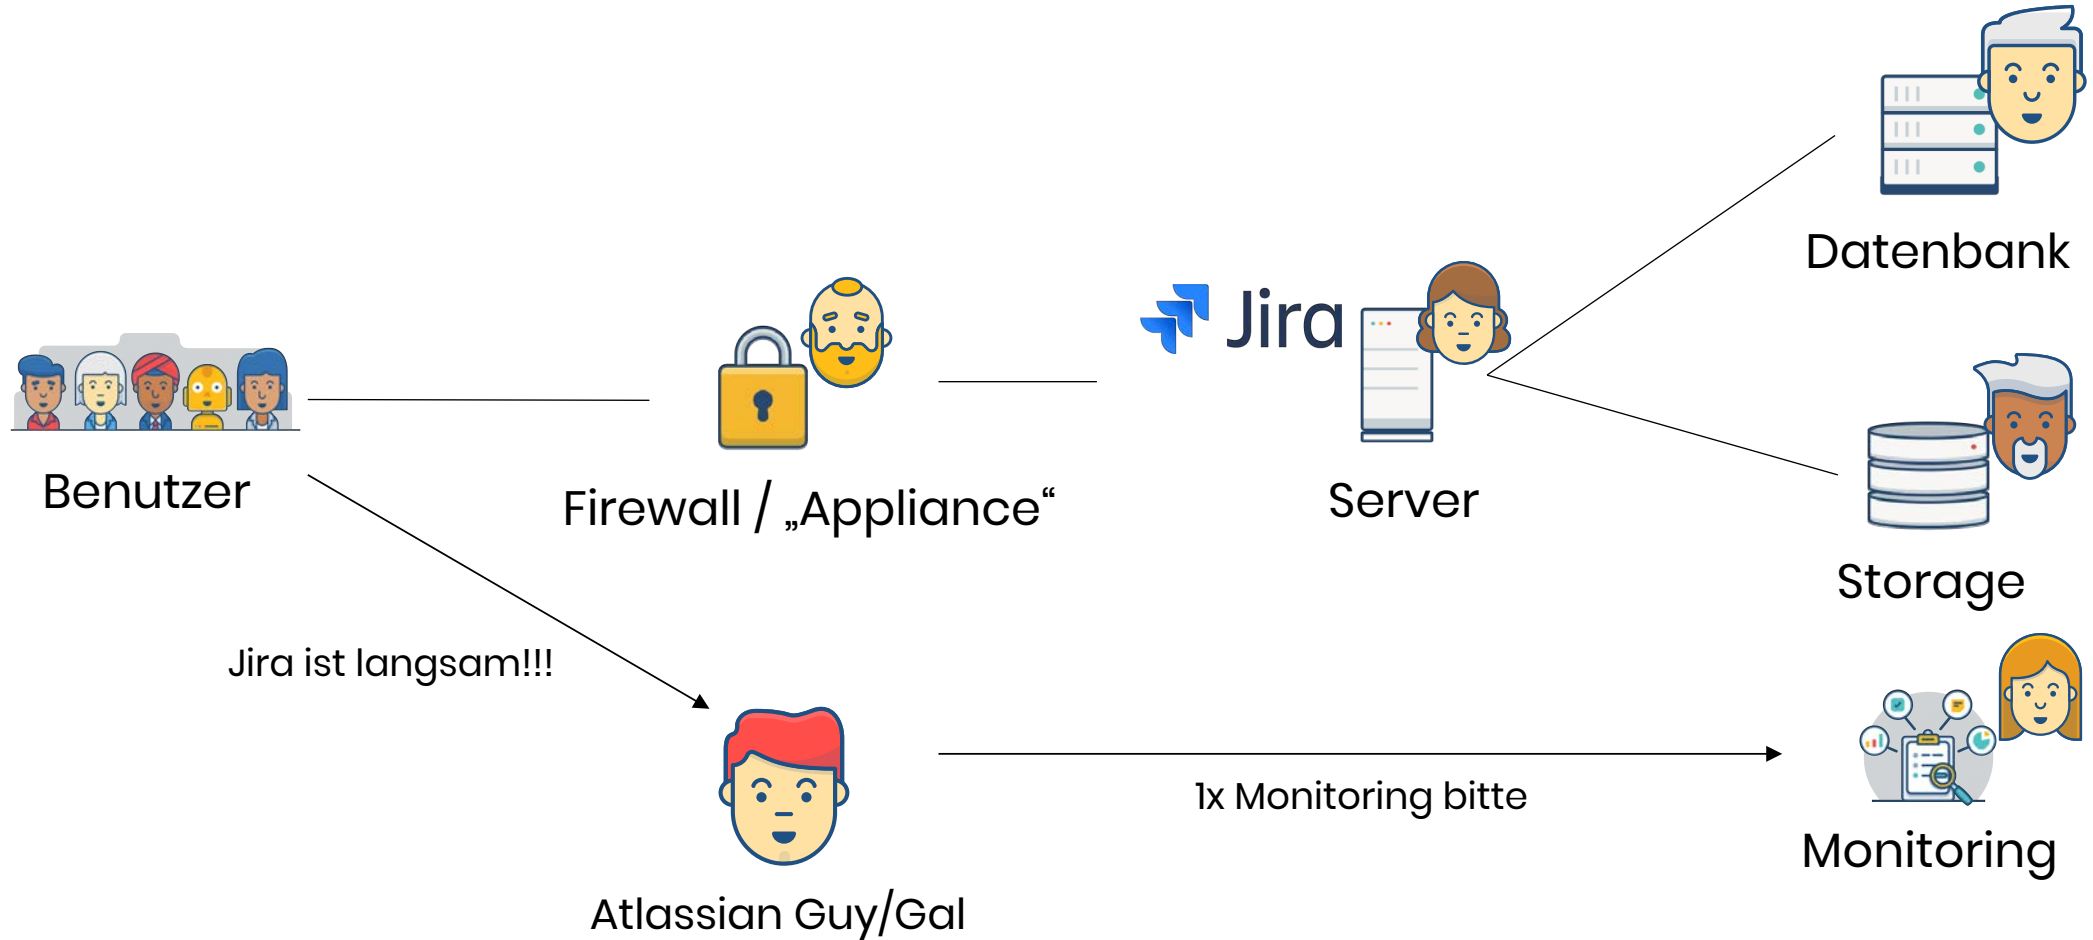 Datenbank
Jira
Benutzer
Firewall / „Appliance“
Server
Storage
Jira ist langsam!!!
1x Monitoring bitte
Monitoring
Atlassian Guy/Gal